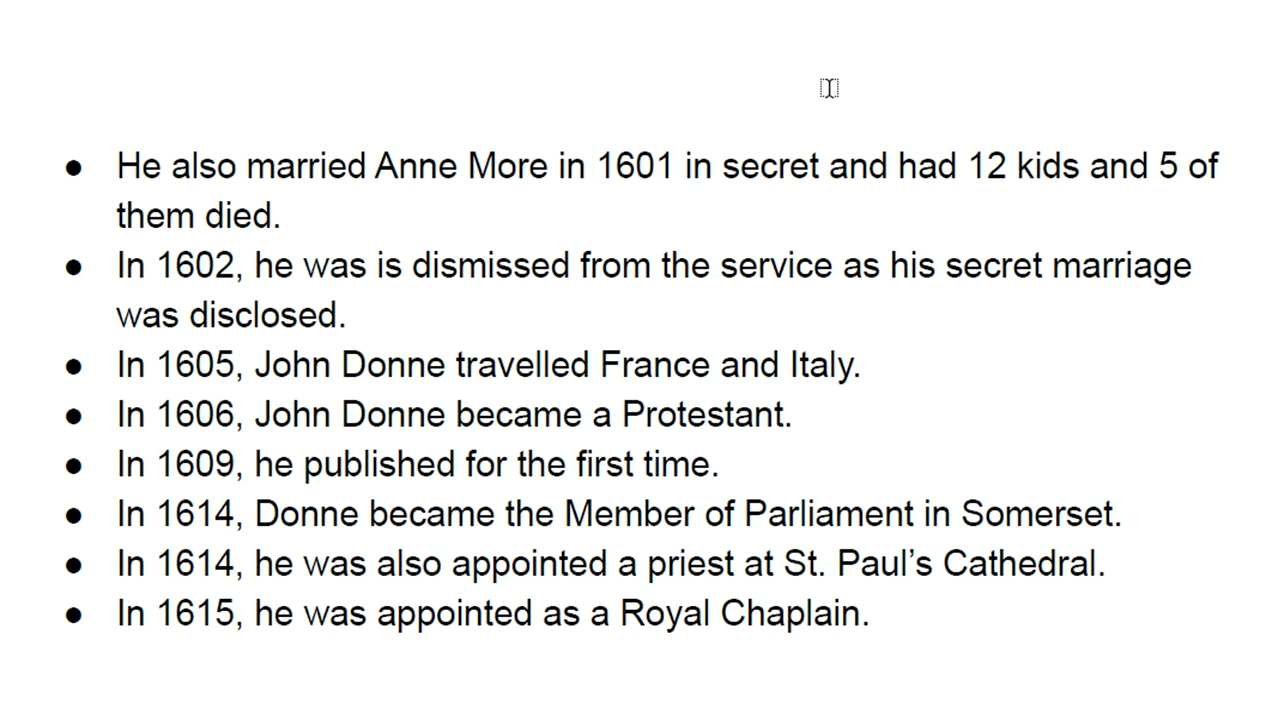 ● He also married Anne More in 1601 in secret and had 12 kids and 5 of
them died.
● In 1602, he was is dismissed from the service as his secret marriage
was disclosed.
● In 1605, John Donne travelled France and Italy.
● In 1606, John Donne became a Protestant.
● In 1609, he published for the first time.
● In 1614, Donne became the Member of Parliament in Somerset.
● In 1614, he was also appointed a priest at St. Paul’s Cathedral.
● In 1615, he was appointed as a Royal Chaplain.